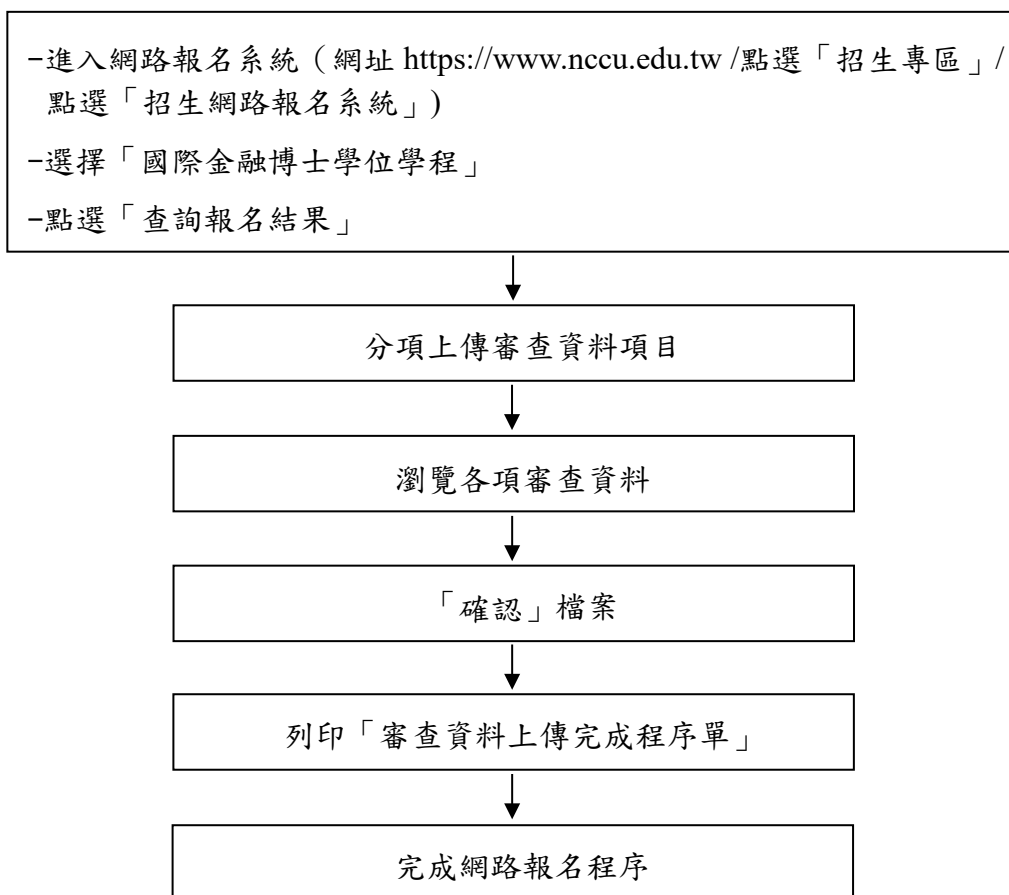 -進入網路報名系統（網址 https://www.nccu.edu.tw /點選「招生專區」/
點選「招生網路報名系統」)
-選擇「國際金融博士學位學程」
-點選「查詢報名結果」
分項上傳審查資料項目
瀏覽各項審查資料
「確認」檔案
列印「審查資料上傳完成程序單」
完成網路報名程序